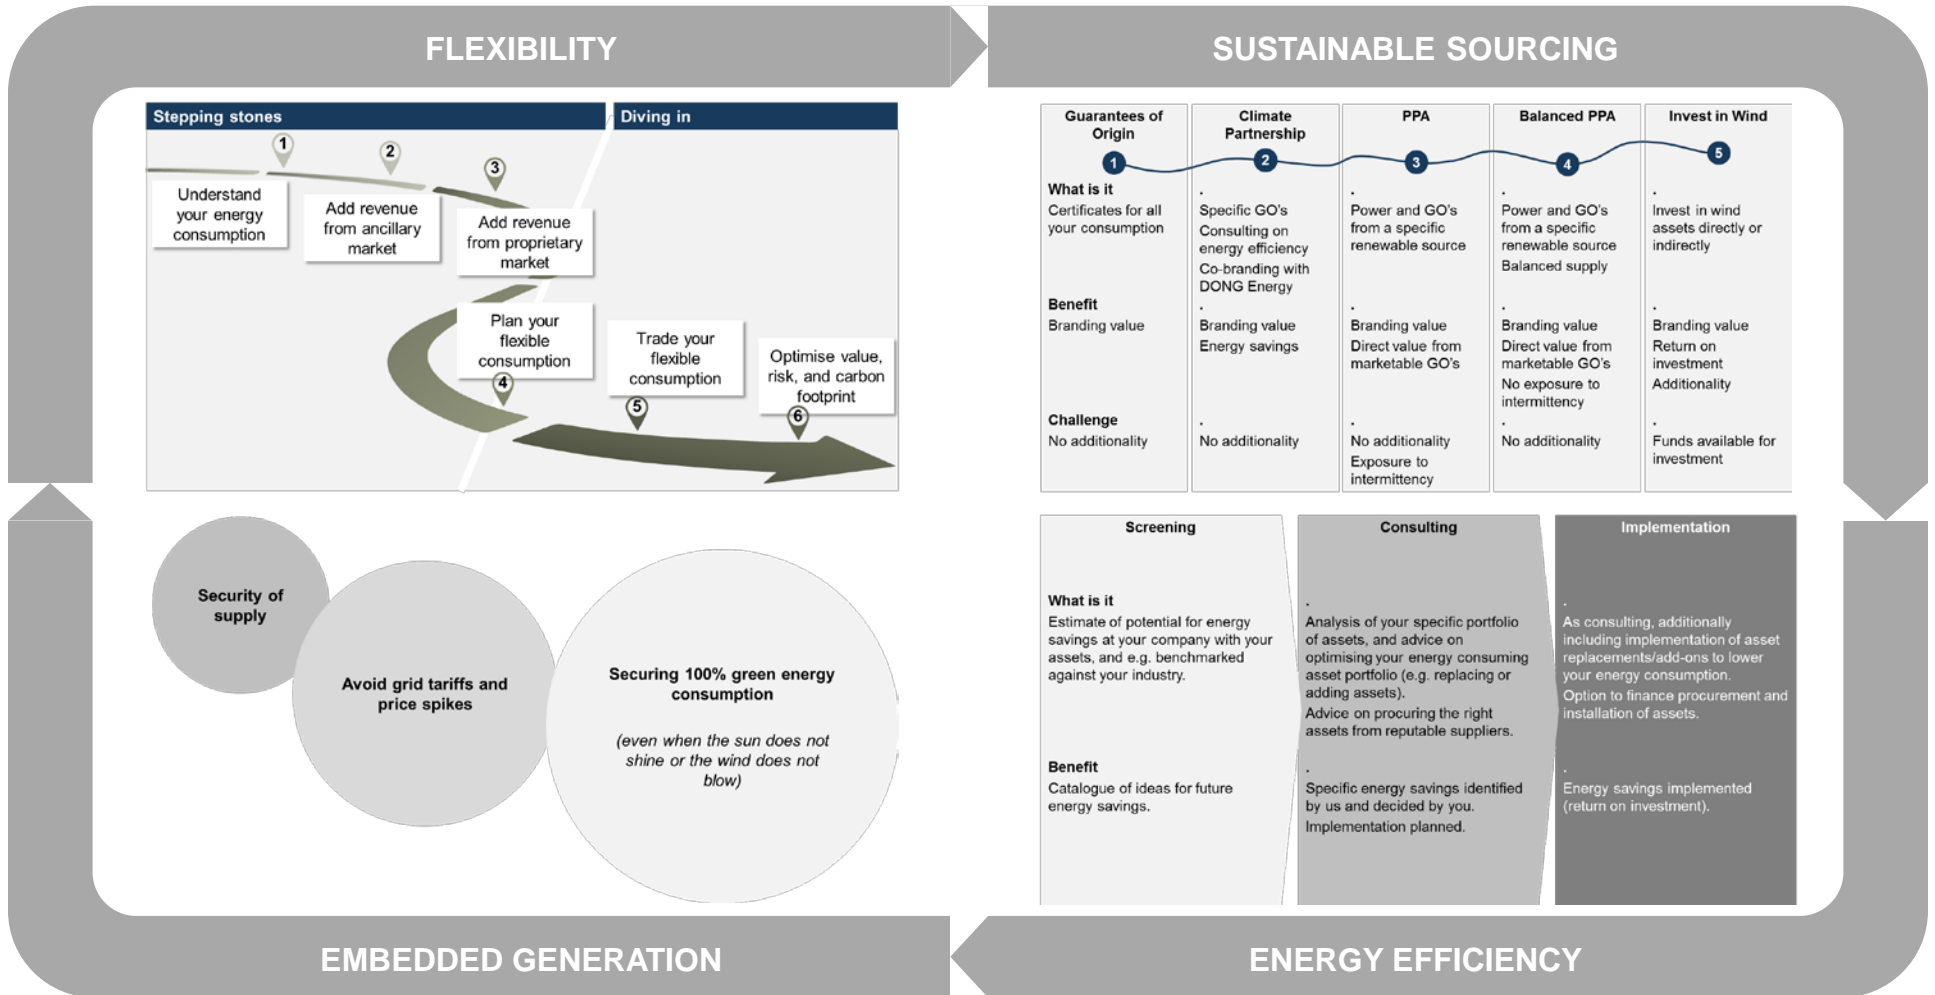 FLEXIBILITY
SUSTAINABLE SOURCING
Stepping stones
Diving in
1
Understand
your energy
consumption
2
Add revenue
from ancillary
market
3
Add revenue
from proprietary
market
Plan your
flexible
consumption
4
Trade your
flexible
consumption
5
Optimise value,
risk, and carbon
footprint
6
Guarantees of
Origin
1
What is it
Certificates for all
your consumption
Benefit
Branding value
Challenge
No additionality
Climate
Partnership
2
.
Specific GO's
Consulting on
energy efficiency
Co-branding with
DONG Energy
.
Branding value
Energy savings
.
No additionality
PPA
3
.
Power and GO's
from a specific
renewable source
.
Branding value
Direct value from
marketable GO's
.
No additionality
Exposure to
intermittency
Balanced PPA
4
.
Power and GO's
from a specific
renewable source
Balanced supply
.
Branding value
Direct value from
marketable GO's
No exposure to
intermittency
.
No additionality
Invest in Wind
5
.
Invest in wind
assets directly or
indirectly
.
Branding value
Return on
investment
Additionality
.
Funds available for
investment
Security of
supply
Avoid grid tariffs and
price spikes
Securing 100% green energy
consumption
(even when the sun does not
shine or the wind does not
blow)
Screening
What is it
Estimate of potential for energy
savings at your company with your
assets, and e.g. benchmarked
against your industry.
Benefit
Catalogue of ideas for future
energy savings.
Consulting
.
Analysis of your specific portfolio
of assets, and advice on
optimising your energy consuming
asset portfolio (e.g. replacing or
adding assets).
Advice on procuring the right
assets from reputable suppliers.
.
Specific energy savings identified
by us and decided by you.
Implementation planned.
Implementation
.
As consulting, additionally
including implementation of asset
replacements/add-ons to lower
your energy consumption.
Option to finance procurement and
installation of assets.
.
Energy savings implemented
(return on investment).
EMBEDDED GENERATION
ENERGY EFFICIENCY